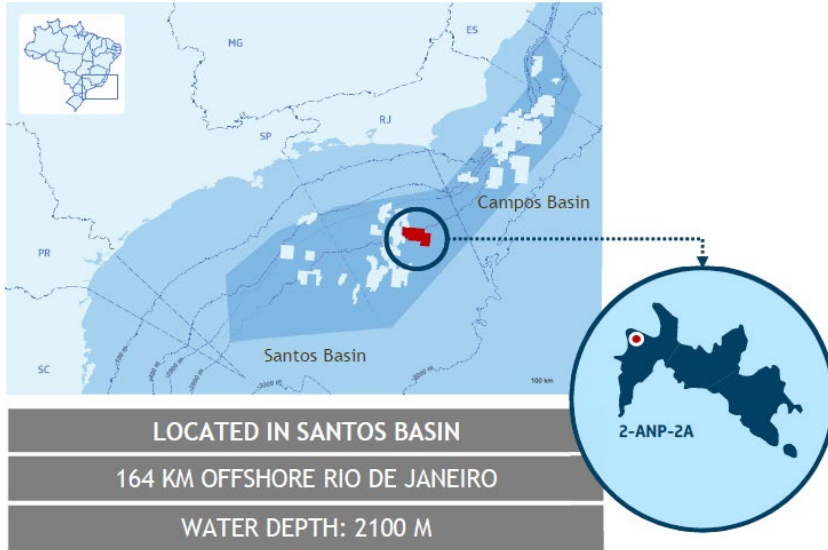 MG
ES
SP
RJ
Campos Basin
PR
Santos Basin
SC
-3000 m
100 km
2-ANP-2A
LOCATED IN SANTOS BASIN
164 KM OFFSHORE RIO DE JANEIRO
WATER DEPTH: 2100 M